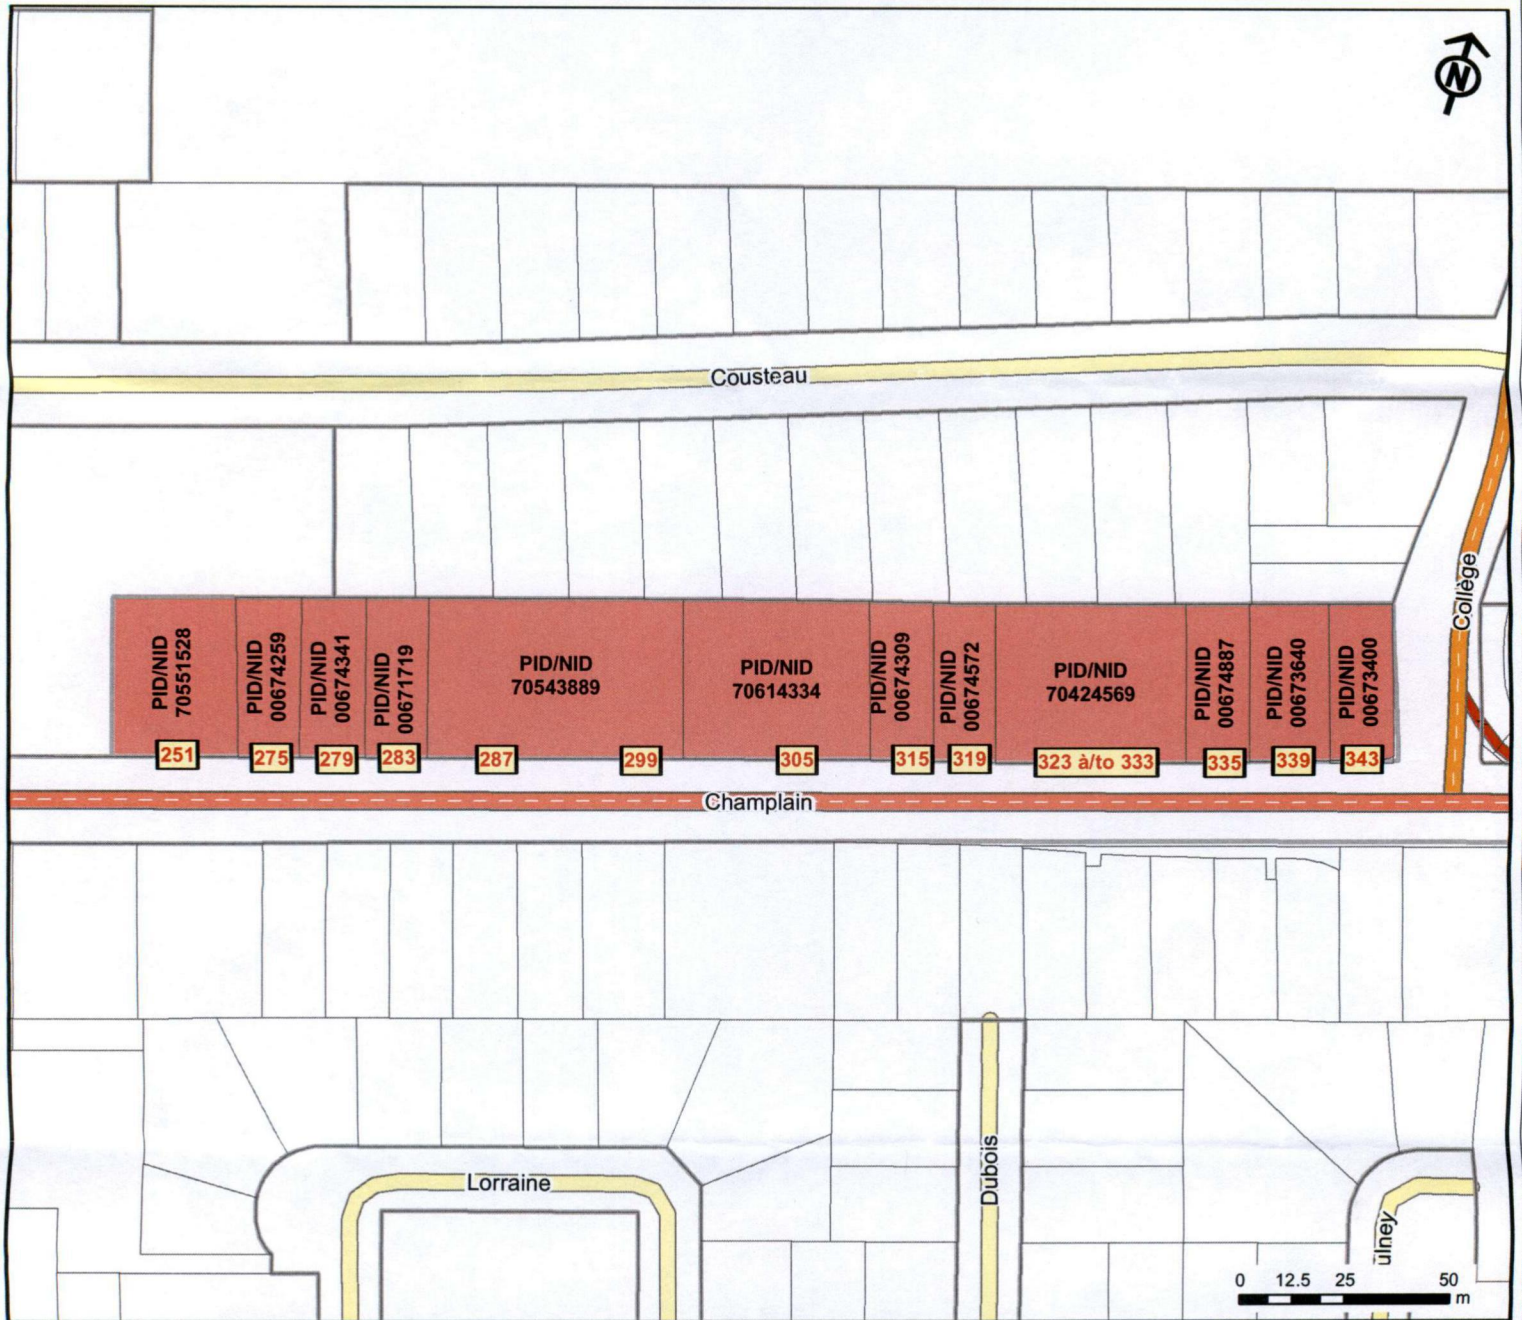 N
Cousteau
Collège
PID/NID
70551528
PID/NID
00674259
PID/NID
00674341
PID/NID
00671719
PID/NID
70543889
PID/NID
70614334
PID/NID
00674309
PID/NID
00674572
PID/NID
70424569
PID/NID
00674887
PID/NID
00673640
PID/NID
00673400
251
275
279
283
287
299
305
315
319
323 à/to 333
335
339
343
Champlain
Lorraine
Dubois
ulney
0 12.5 25 50
m